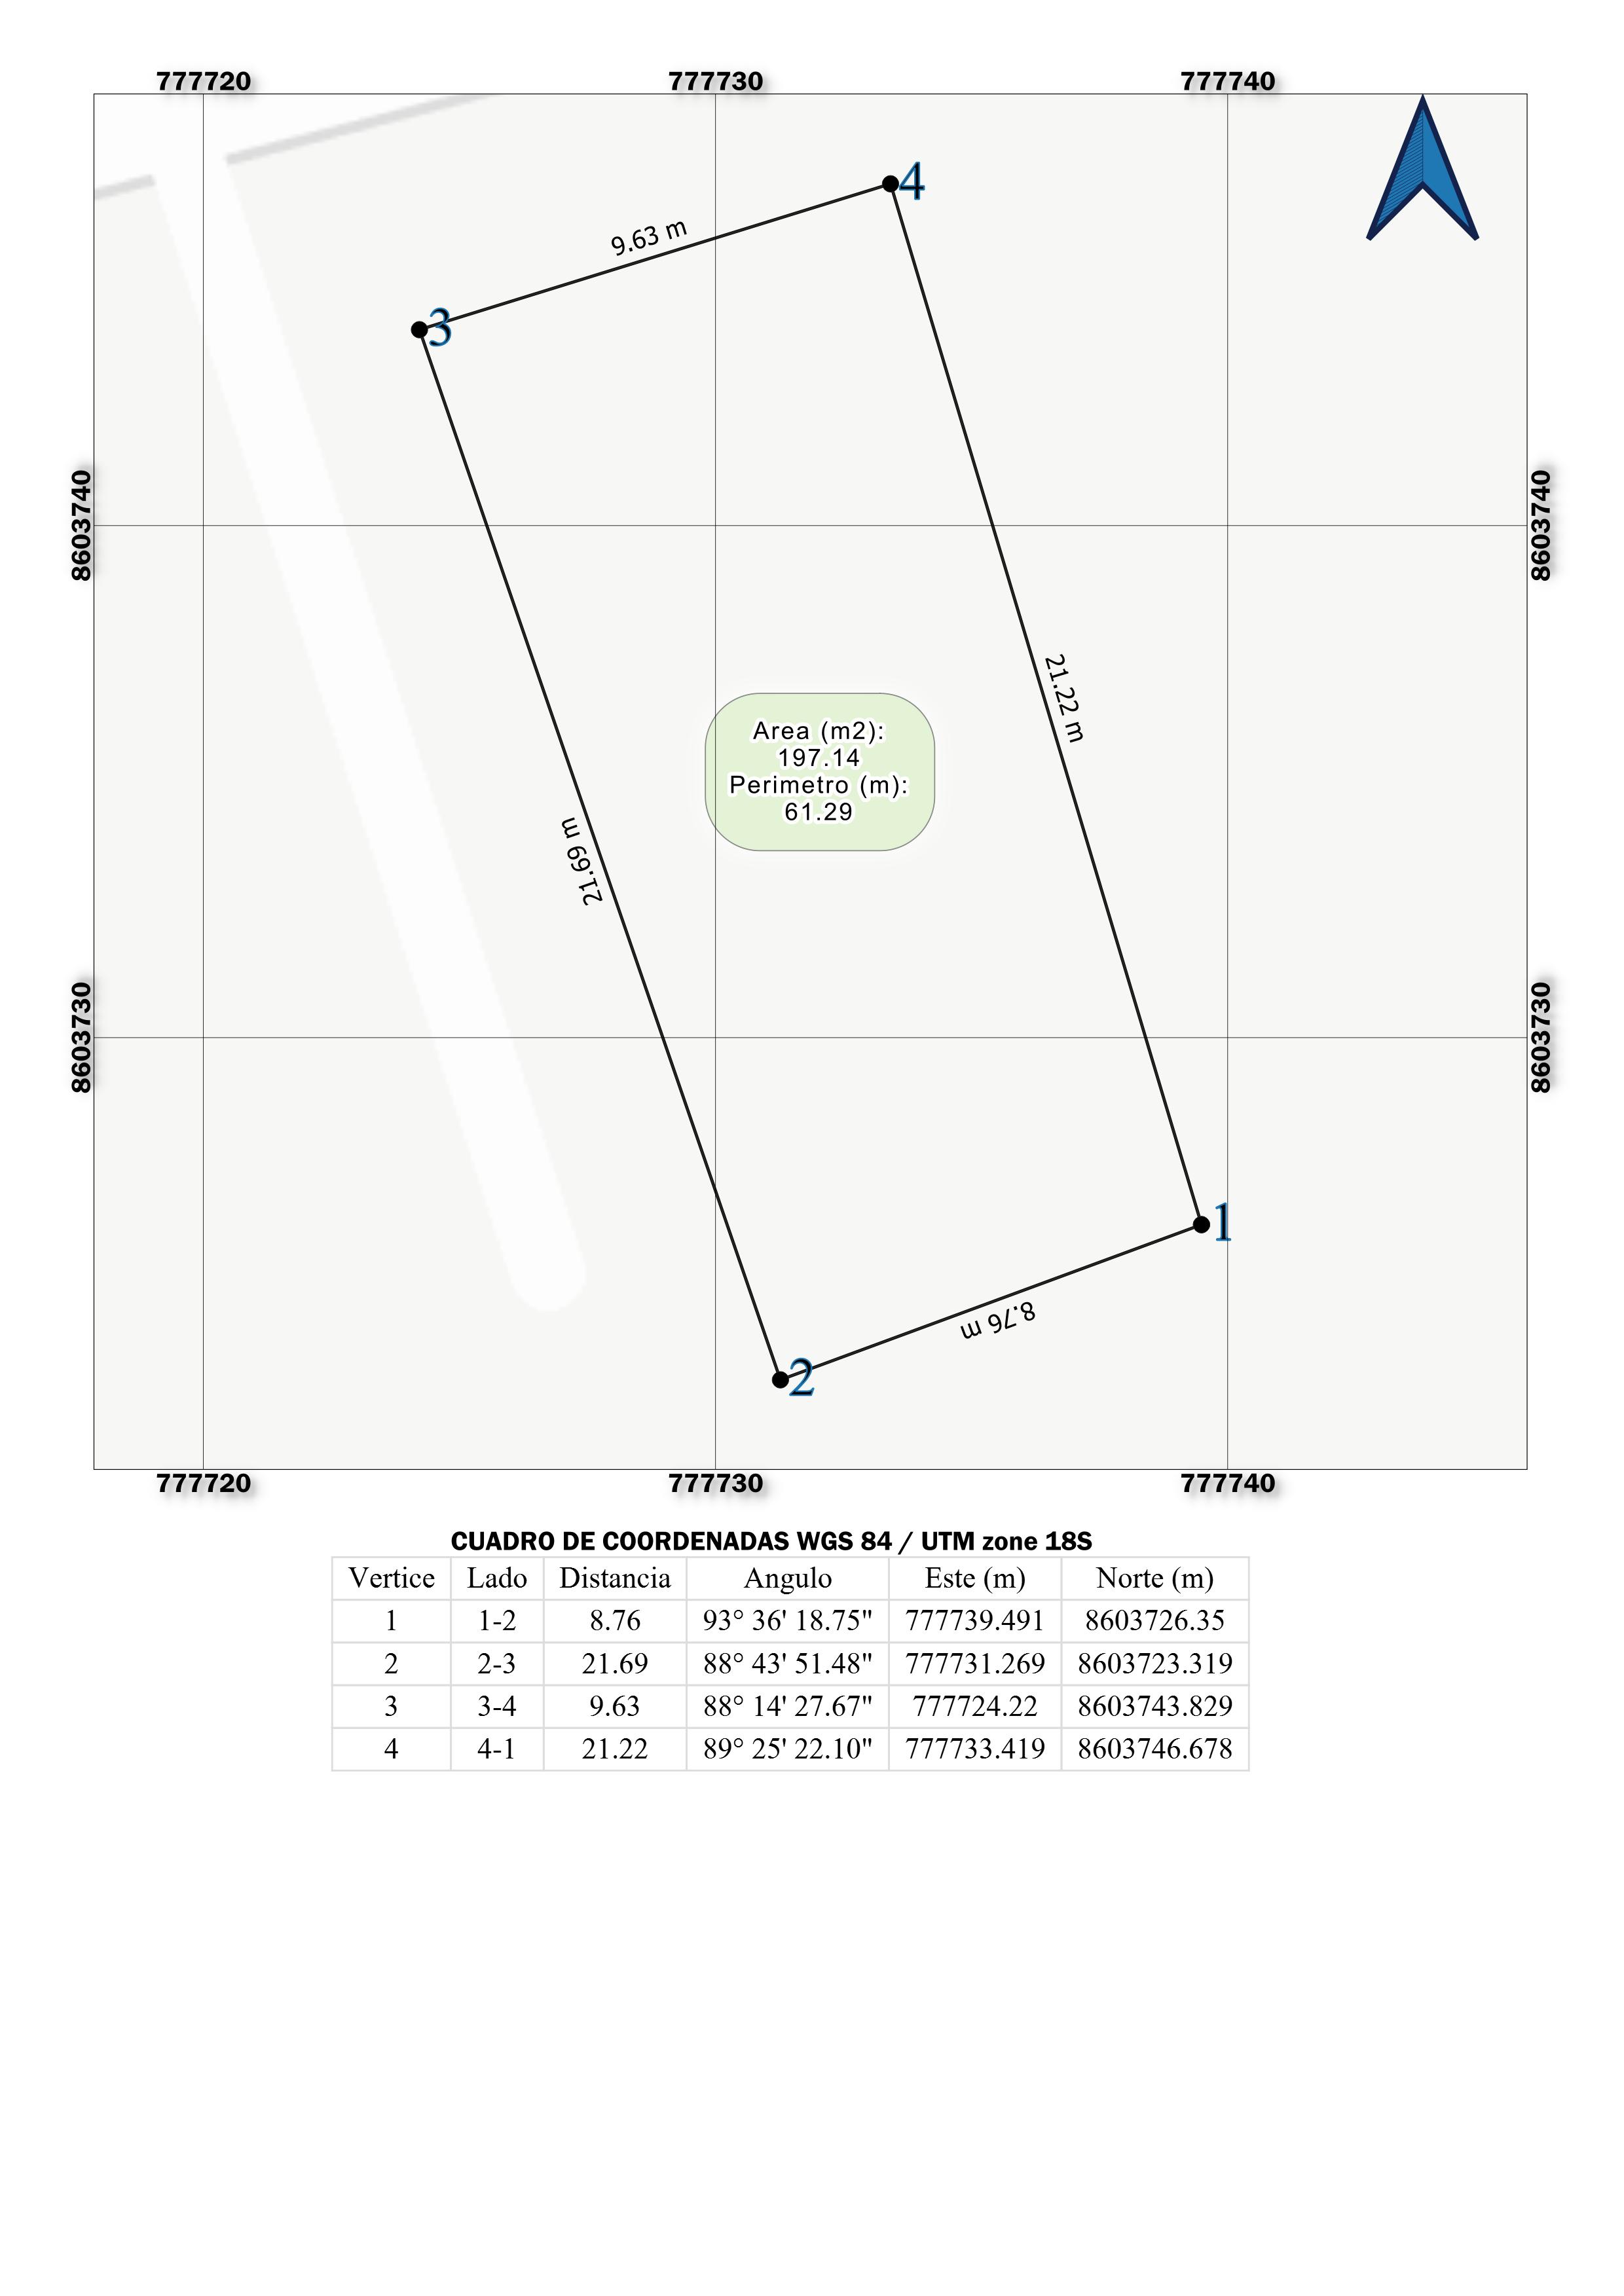 777720 777730 777740
4
9.63 m
3
8603740 8603740
21.22 m
Area (m2):
197.14
Perimetro (m):
61.29
21.69 m
8603730 8603730
1
8.76 m
2
777720 777730 777740
CUADRO DE COORDENADAS WGS 84 / UTM zone 18S
Vertice Lado Distancia Angulo Este (m) Norte (m)
1 1-2 8.76 93° 36' 18.75" 777739.491 8603726.35
2 2-3 21.69 88° 43' 51.48" 777731.269 8603723.319
3 3-4 9.63 88° 14' 27.67" 777724.22 8603743.829
4 4-1 21.22 89° 25' 22.10" 777733.419 8603746.678